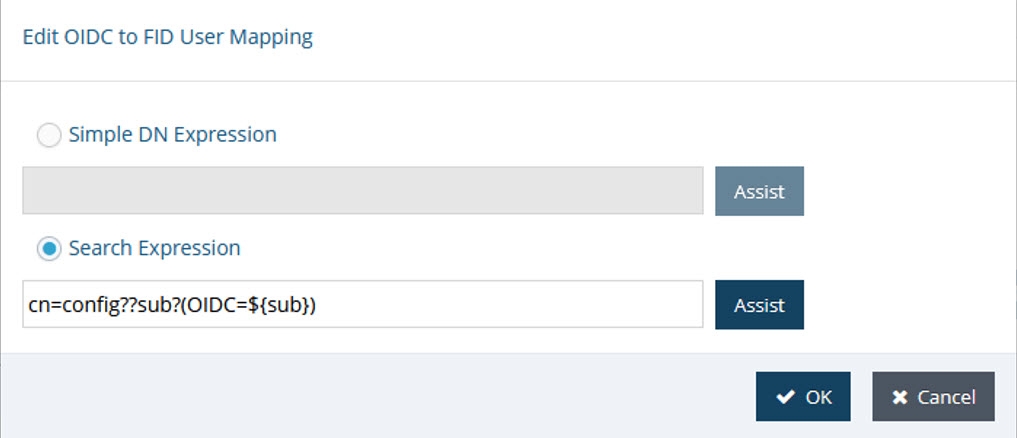 Edit OIDC to FID User Mapping
Simple DN Expression
Assist
Search Expression
cn=config??sub?(OIDC=${sub})
Assist
OK
Cancel